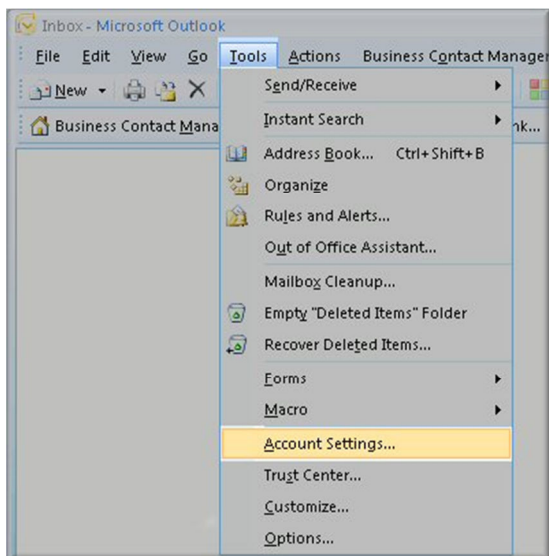 Inbox - Microsoft Outlook
File Edit View Go Tools Actions Business Contact Manager
New
Business Contact Mana
nk...
Send/Receive
Instant Search
Address Book... Ctrl+Shift+B
Organize
Rules and Alerts...
Out of Office Assistant...
Mailbox Cleanup...
Empty "Deleted Items" Folder
Recover Deleted Items...
Forms
Macro
Account Settings...
Trust Center...
Customize...
Options...